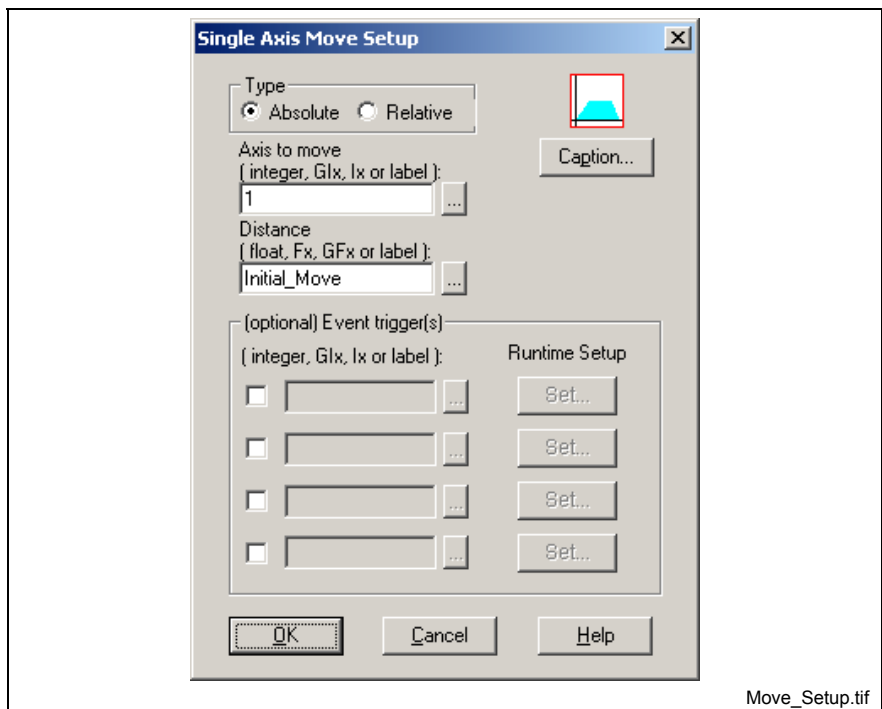 Single Axis Move Setup
Type
Absolute Relative
Axis to move
( integer, GIx, Ix or label ):
1
...
Caption...
Distance
( float, Fx, GFx or label ):
Initial_Move
...
(optional) Event trigger(s)
( integer, GIx, Ix or label ): Runtime Setup
... Set...
... Set...
... Set...
... Set...
OK Cancel Help
Move_Setup.tif